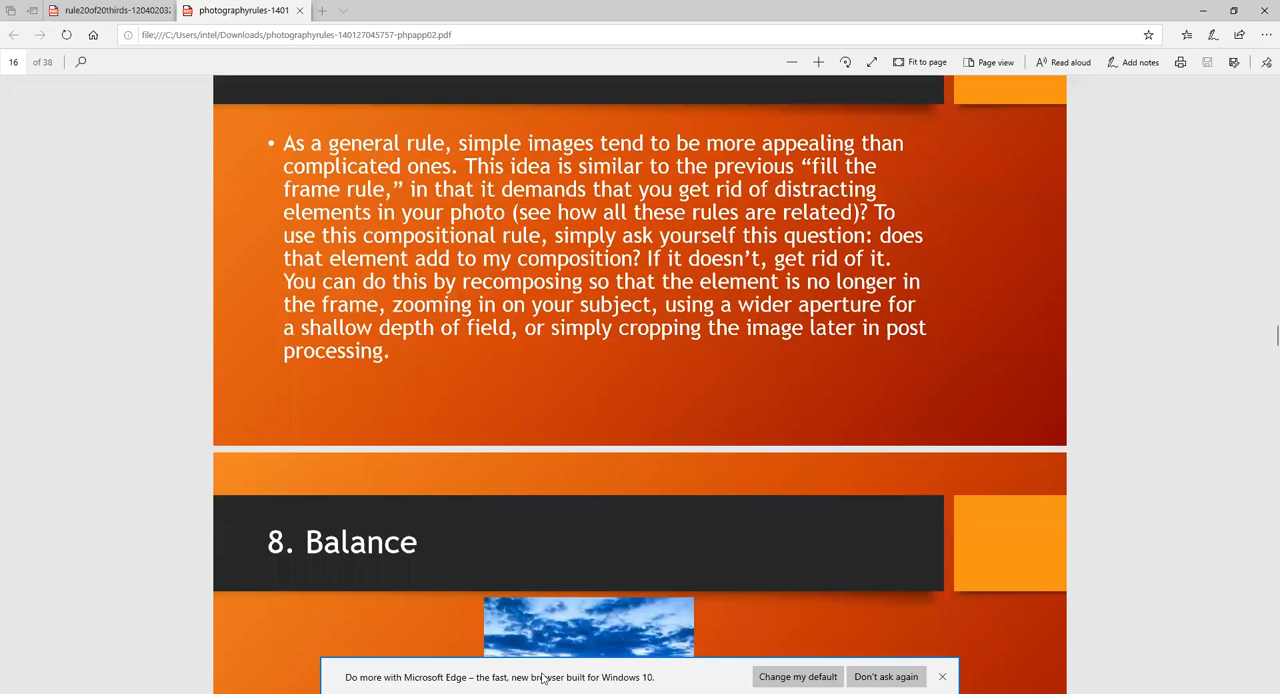 rule20of20thirds-120402032
photographyrules-1401
file:///C:/Users/intel/Downloads/photographyrules-140127045757-phpapp02.pdf
16 of 38
Fit to page
Page view
Read aloud
Add notes
• As a general rule, simple images tend to be more appealing than
complicated ones. This idea is similar to the previous “fill the
frame rule,” in that it demands that you get rid of distracting
elements in your photo (see how all these rules are related)? To
use this compositional rule, simply ask yourself this question: does
that element add to my composition? If it doesn’t, get rid of it.
You can do this by recomposing so that the element is no longer in
the frame, zooming in on your subject, using a wider aperture for
a shallow depth of field, or simply cropping the image later in post
processing.
8. Balance
Do more with Microsoft Edge – the fast, new browser built for Windows 10.
Change my default
Don't ask again